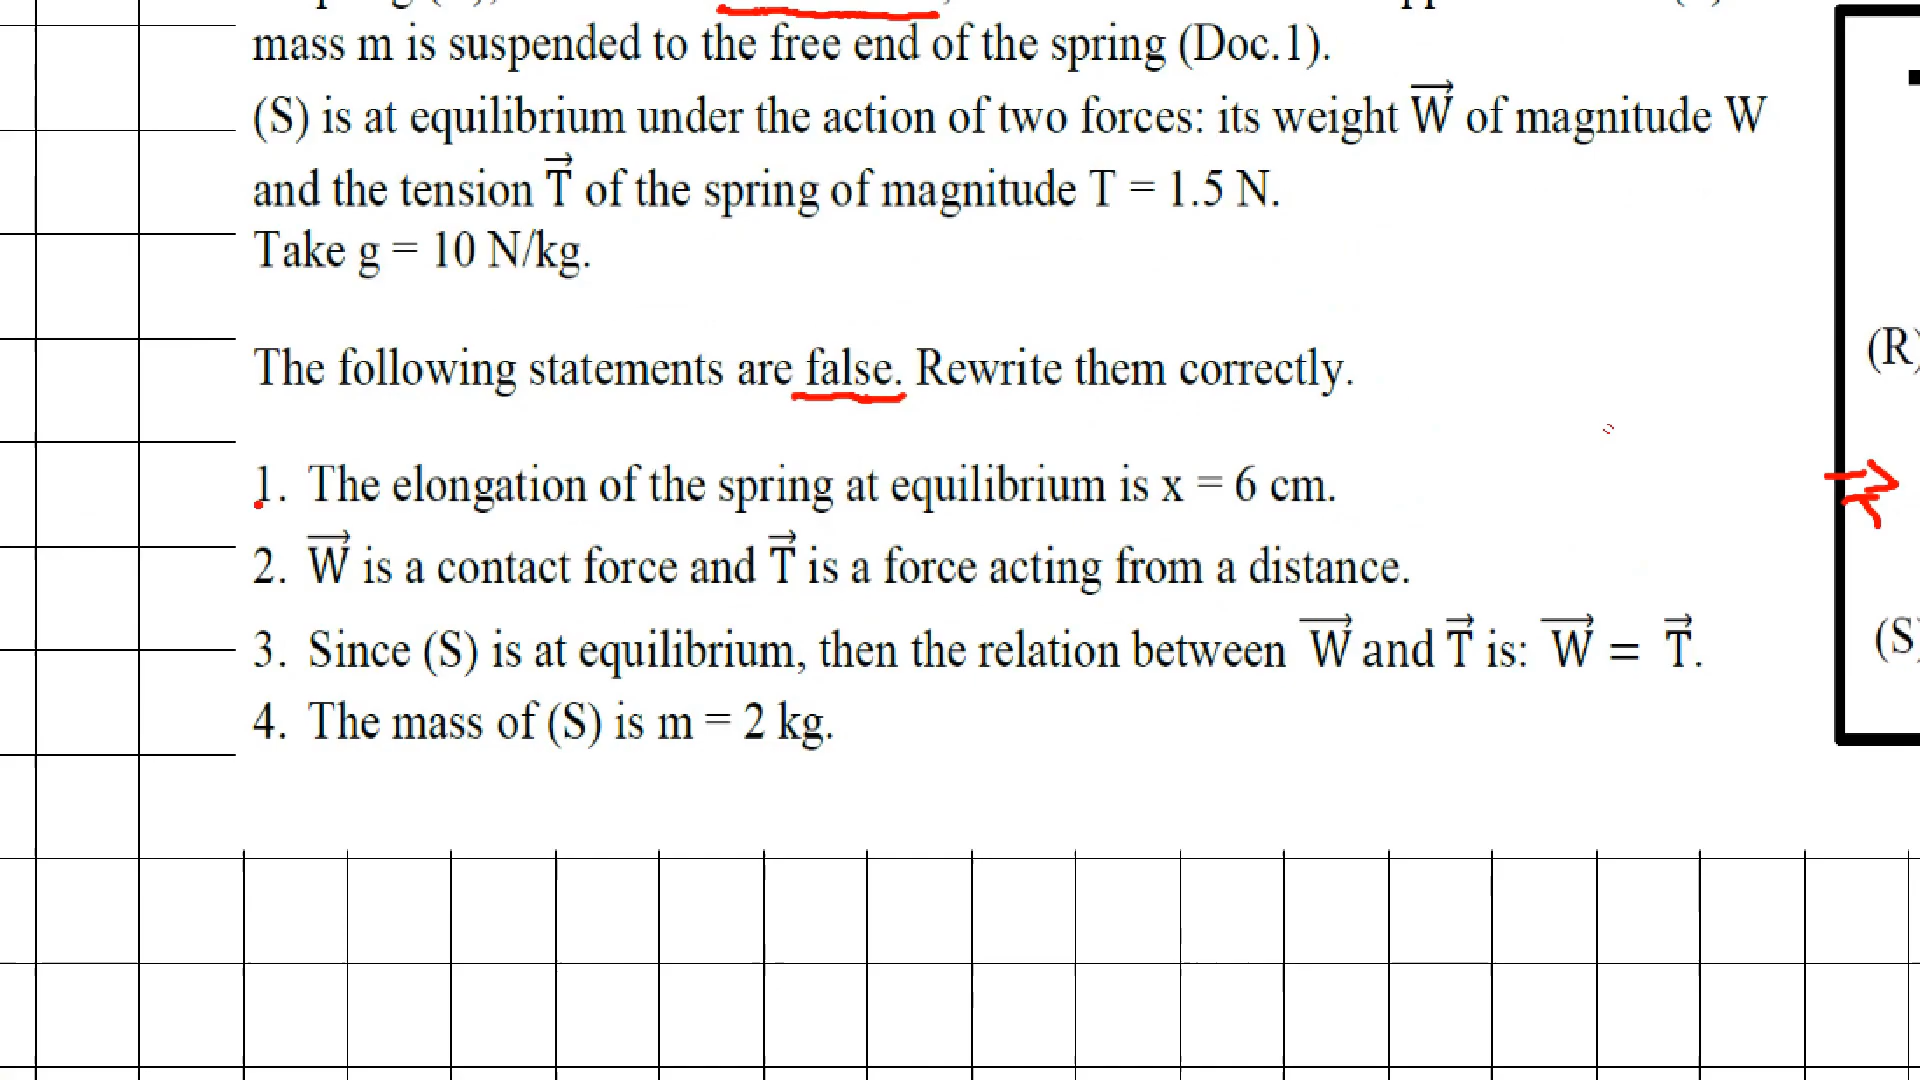 mass m is suspended to the free end of the spring (Doc.1).
(S) is at equilibrium under the action of two forces: its weight W⃗ of magnitude W
and the tension T⃗ of the spring of magnitude T = 1.5 N.
Take g = 10 N/kg.
The following statements are false. Rewrite them correctly.
(R)
1. The elongation of the spring at equilibrium is x = 6 cm.
2. W⃗ is a contact force and T⃗ is a force acting from a distance.
3. Since (S) is at equilibrium, then the relation between W⃗ and T⃗ is: W⃗ = T⃗.
(S)
4. The mass of (S) is m = 2 kg.